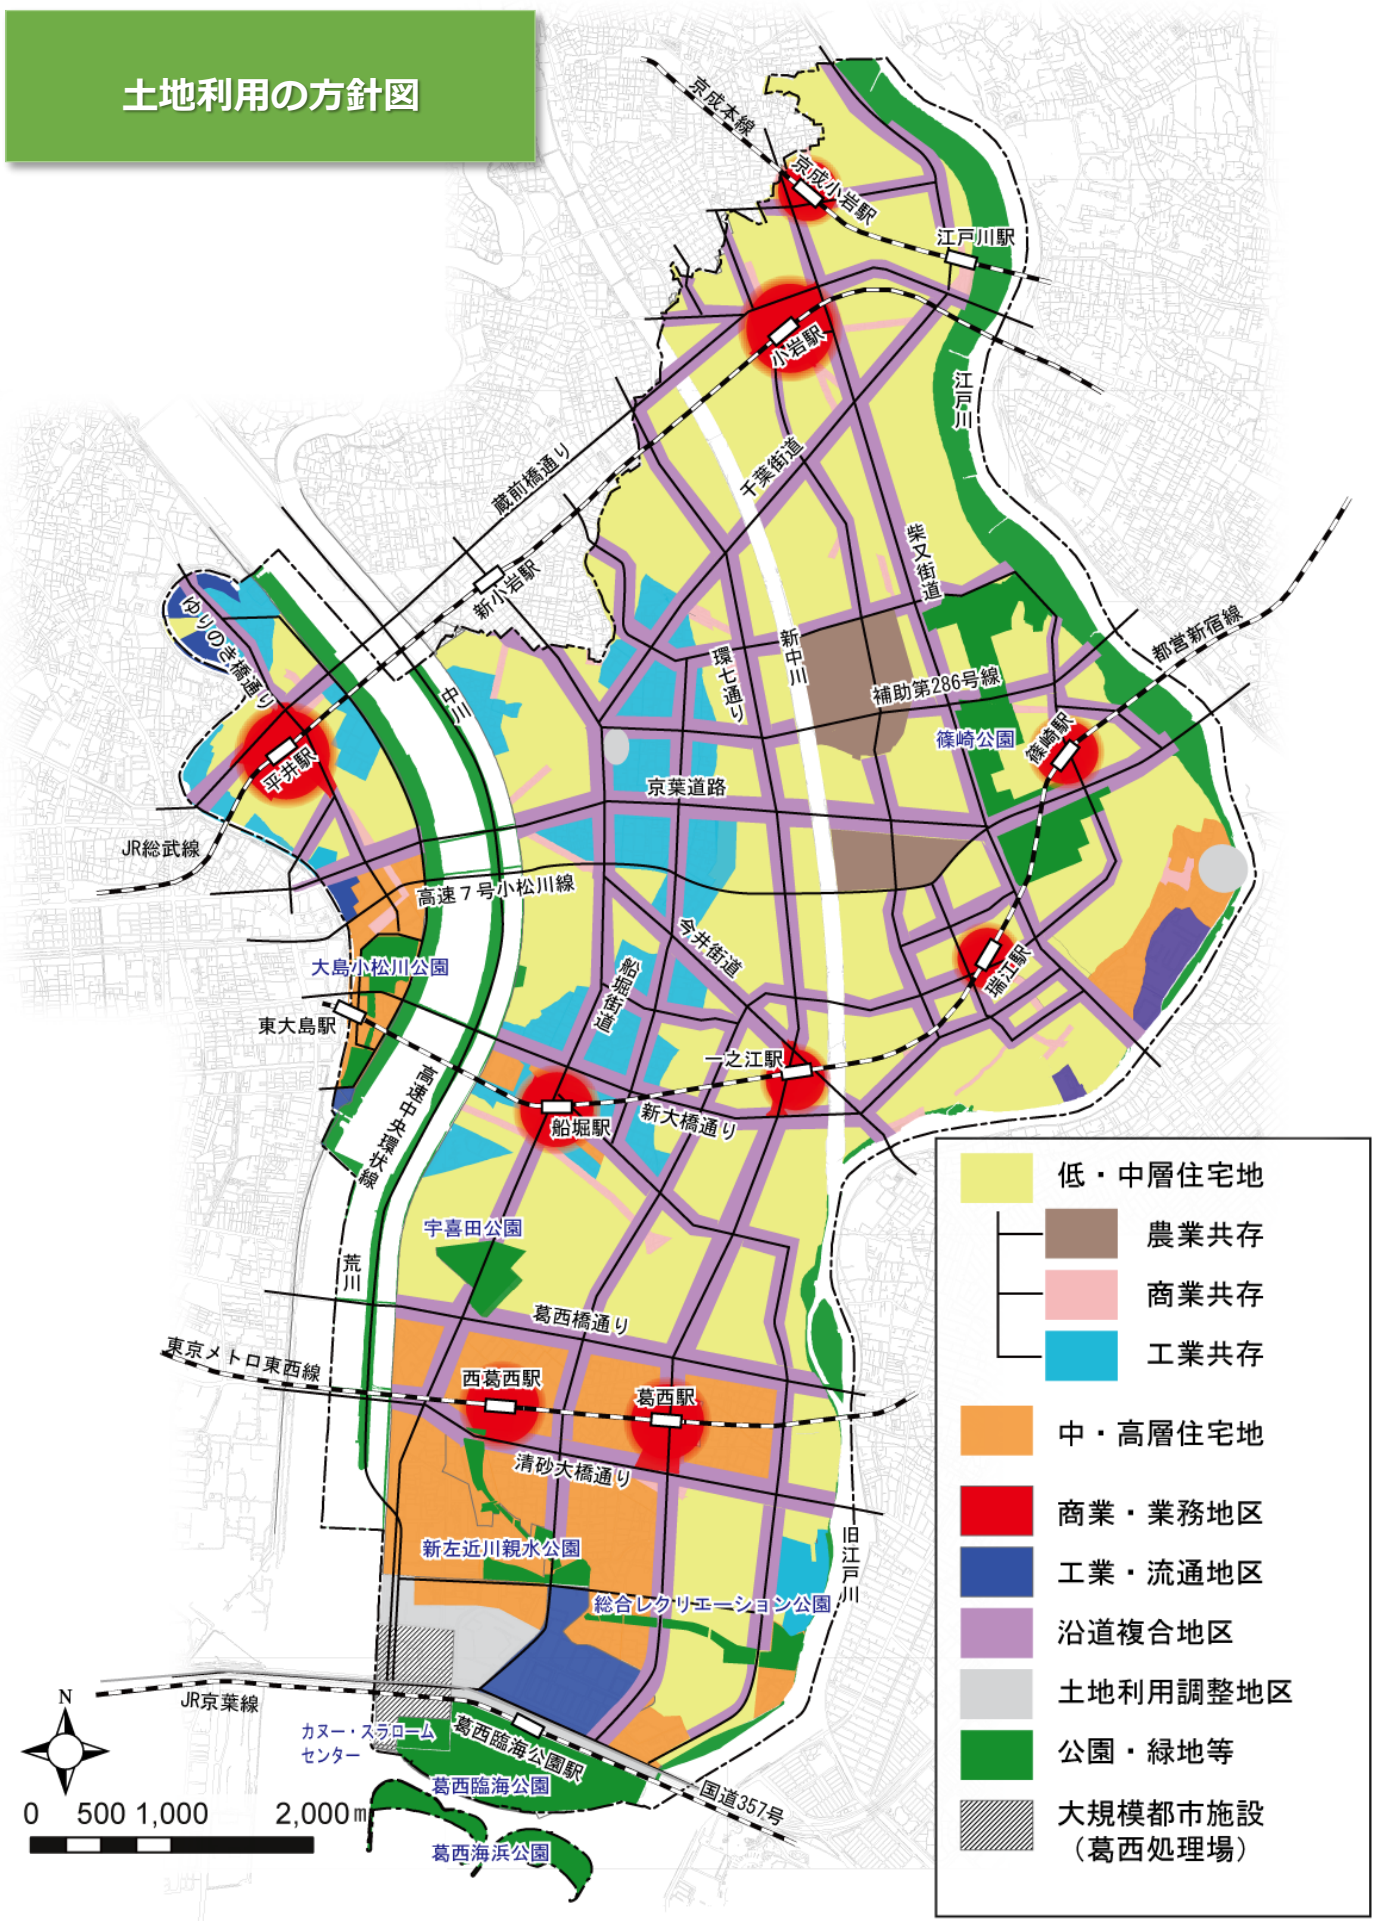 土地利用の方針図
京成本線
京成小岩駅
江戸川駅
小岩駅
江戸川
蔵前橋通り
千葉街道
新小岩駅
柴又街道
ゆりのき橋通り
中川
環七通り
新中川
都営新宿線
補助第286号線
篠崎公園
篠崎駅
平井駅
京葉道路
JR総武線
高速７号小松川線
今井街道
船堀街道
瑞江駅
大島小松川公園
東大島駅
一之江駅
高速中央環状線
船堀駅
新大橋通り
宇喜田公園
荒川
葛西橋通り
東京メトロ東西線
西葛西駅
葛西駅
清砂大橋通り
新左近川親水公園
旧江戸川
総合レクリエーション公園
JR京葉線
カヌー・スラローム
センター
葛西臨海公園駅
葛西臨海公園
国道357号
葛西海浜公園
N
0 500 1,000 2,000m
低・中層住宅地
農業共存
商業共存
工業共存
中・高層住宅地
商業・業務地区
工業・流通地区
沿道複合地区
土地利用調整地区
公園・緑地等
大規模都市施設
（葛西処理場）